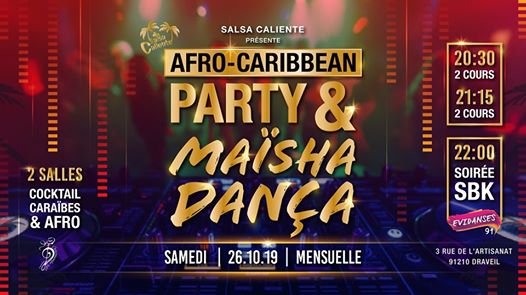 Salsa Caliente!
SALSA CALIENTE
PRÉSENTE
AFRO-CARIBBEAN
PARTY &
MAÏSHA
DANÇA
2 SALLES
COCKTAIL
CARAÏBES
& AFRO
SAMEDI | 26.10.19 | MENSUELLE
20:30
2 COURS
21:15
2 COURS
22:00
SOIRÉE
SBK
EVIDANSES
91
3 RUE DE L'ARTISANAT
91210 DRAVEIL